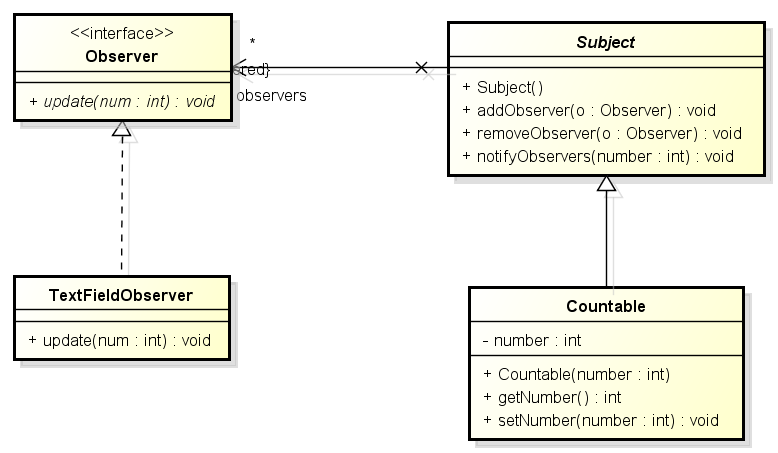 <<interface>>
Observer
+ update(num : int) : void
*
observers
Subject
+ Subject()
+ addObserver(o : Observer) : void
+ removeObserver(o : Observer) : void
+ notifyObservers(number : int) : void
TextFieldObserver
+ update(num : int) : void
Countable
- number : int
+ Countable(number : int)
+ getNumber() : int
+ setNumber(number : int) : void